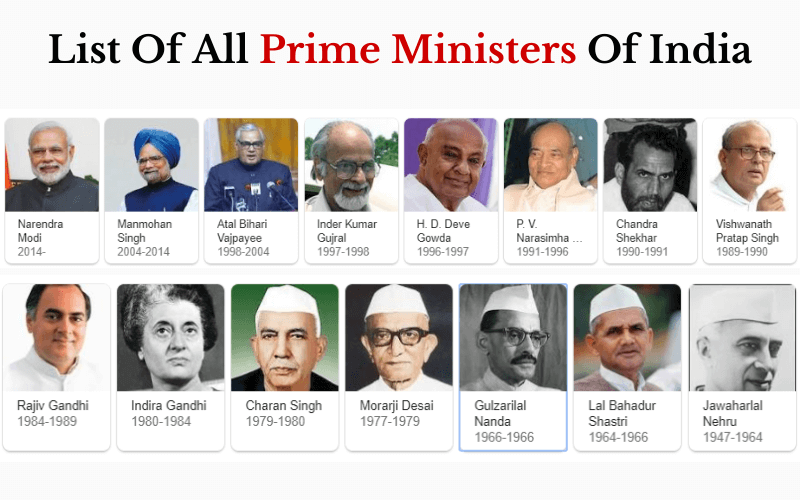 List Of All Prime Ministers Of India
Narendra
Modi
2014-
Manmohan
Singh
2004-2014
Atal Bihari
Vajpayee
1998-2004
Inder Kumar
Gujral
1997-1998
H. D. Deve
Gowda
1996-1997
P. V.
Narasimha ...
1991-1996
Chandra
Shekhar
1990-1991
Vishwanath
Pratap Singh
1989-1990
Rajiv Gandhi
1984-1989
Indira Gandhi
1980-1984
Charan Singh
1979-1980
Morarji Desai
1977-1979
Gulzarilal
Nanda
1966-1966
Lal Bahadur
Shastri
1964-1966
Jawaharlal
Nehru
1947-1964